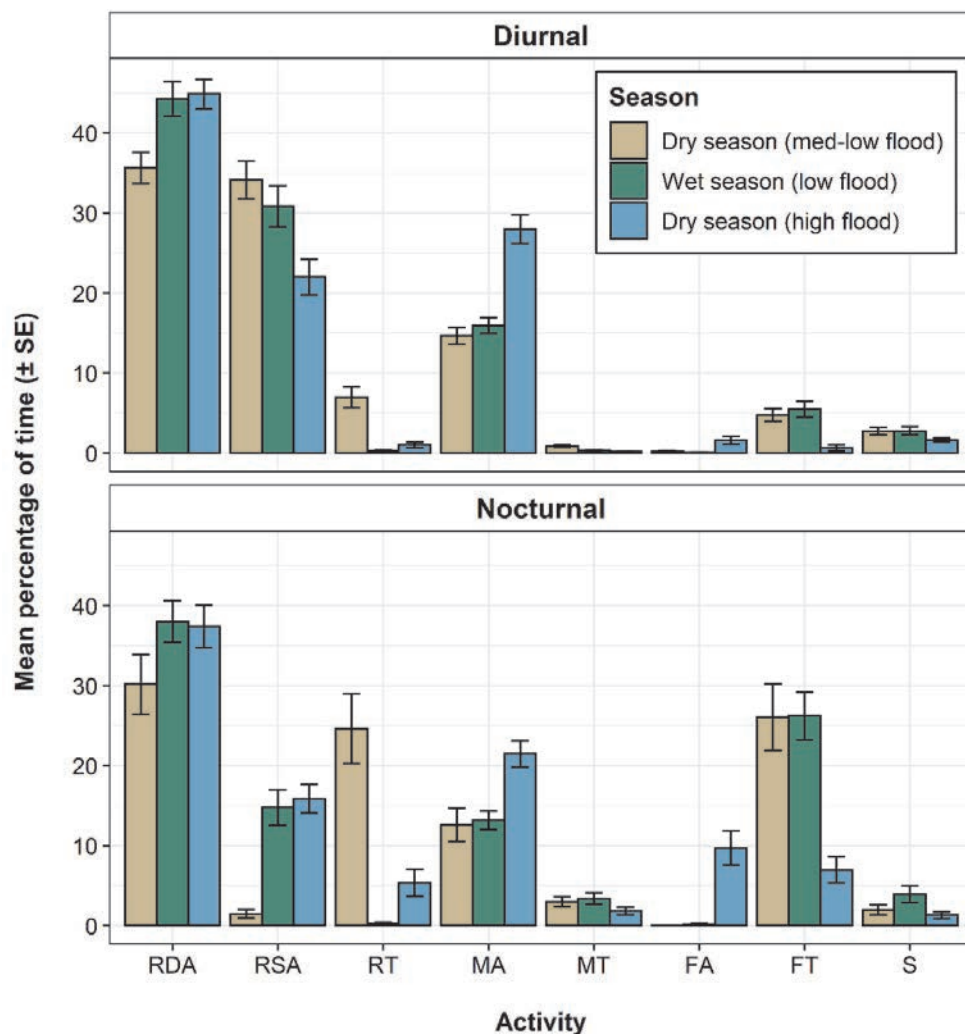 Diurnal
Season
Dry season (med-low flood)
Wet season (low flood)
Dry season (high flood)
40
30
20
10
0
Mean percentage of time (± SE)
Nocturnal
40
30
20
10
0
RDA RSA RT MA MT FA FT S
Activity